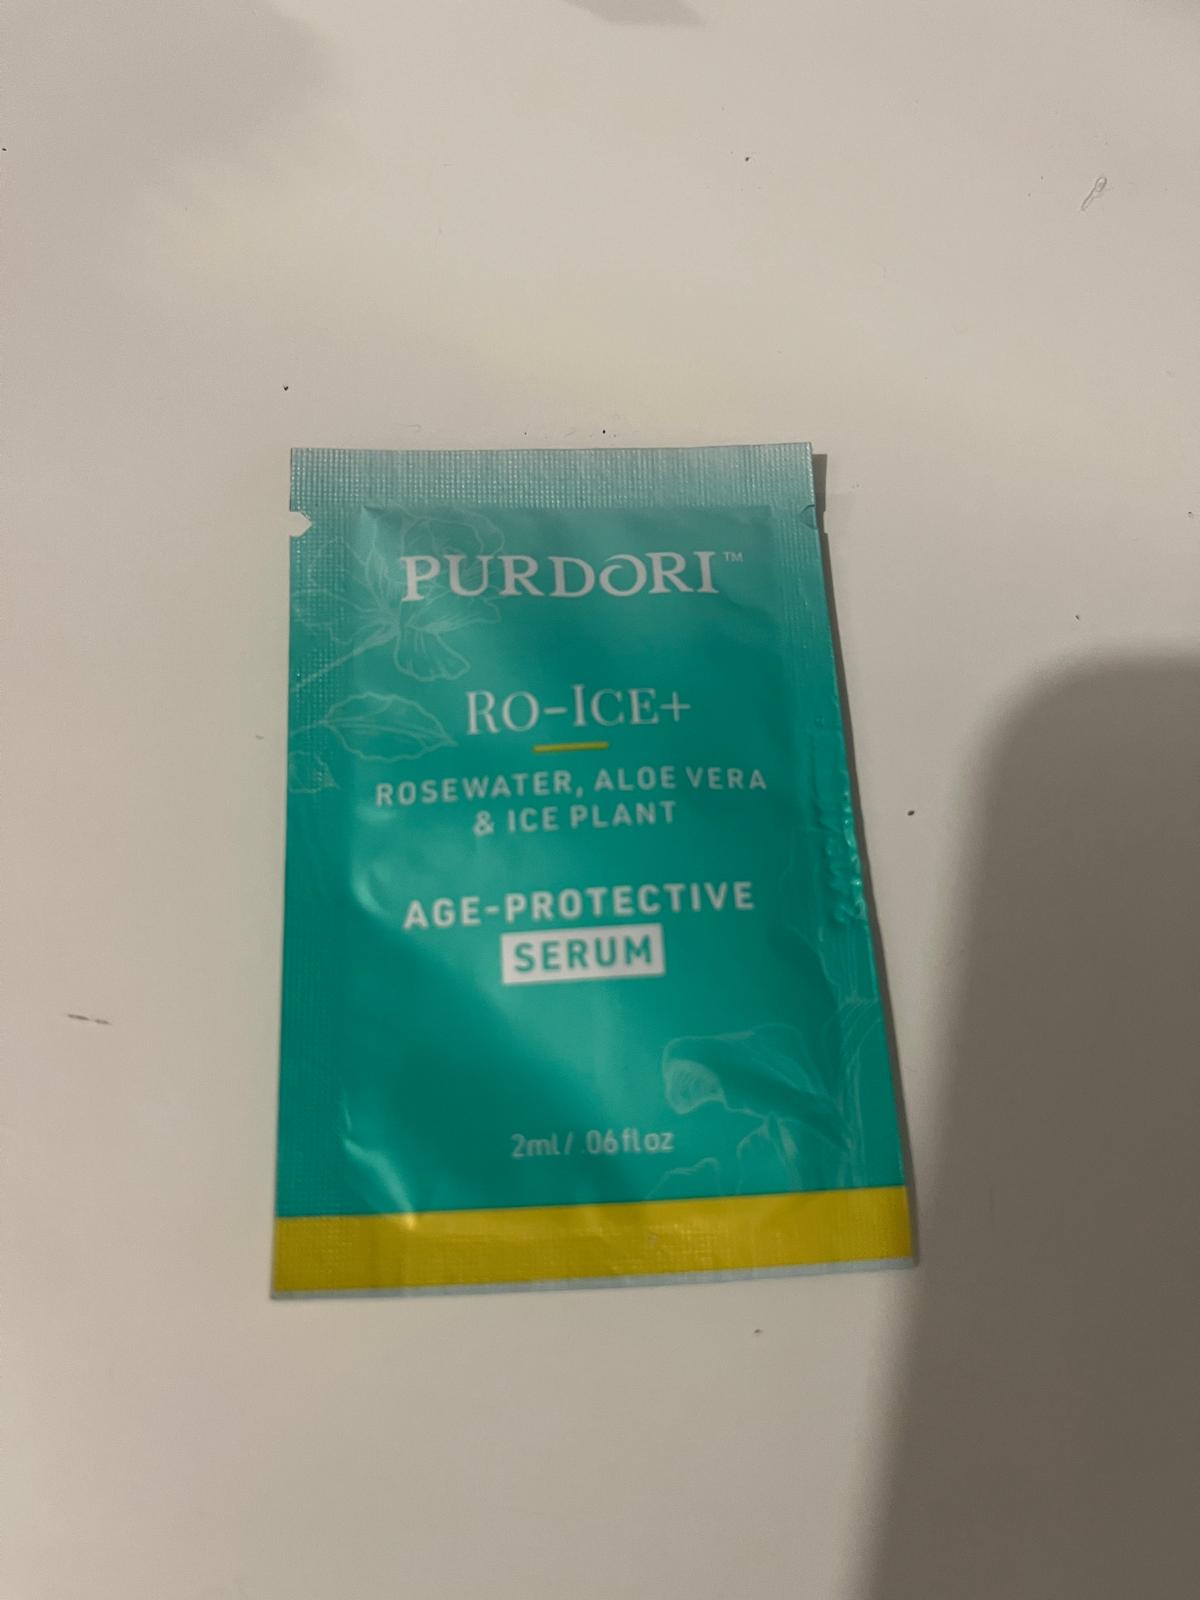 PURDORI™
RO-ICE+
ROSEWATER, ALOE VERA
& ICE PLANT
AGE-PROTECTIVE
SERUM
2ml/ .06 fl oz